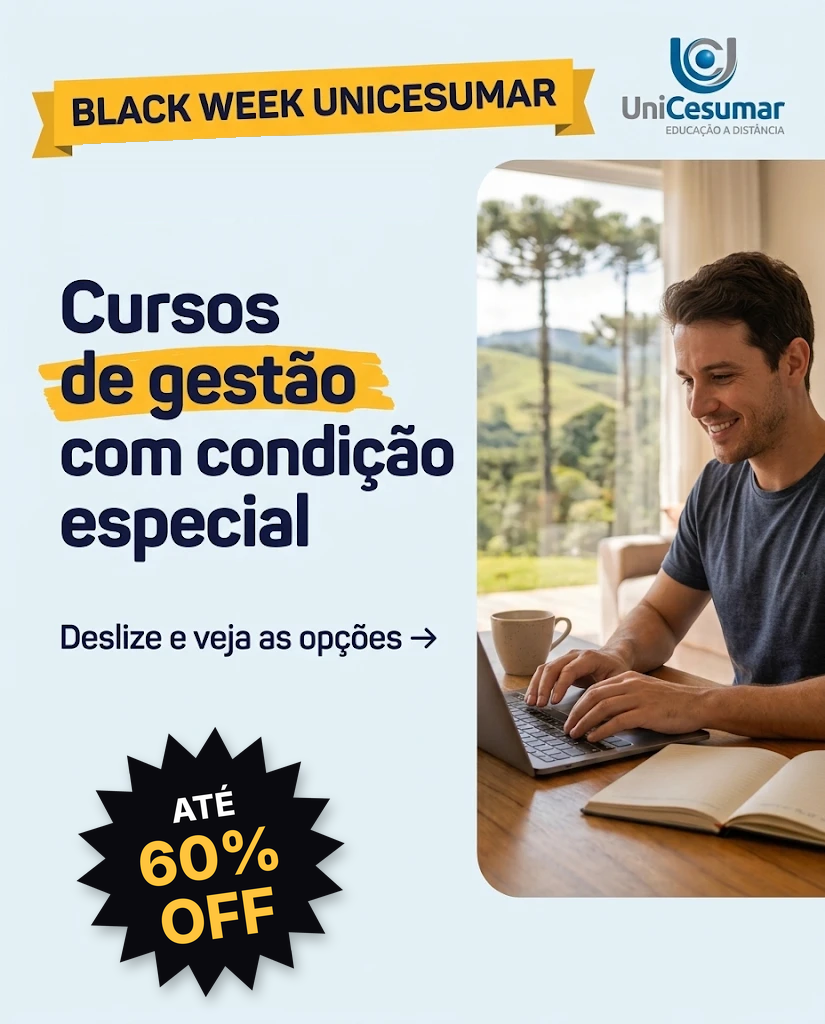 BLACK WEEK UNICESUMAR
UniCesumar
EDUCAÇÃO A DISTÂNCIA
Cursos
de gestão
com condição
especial
Deslize e veja as opções →
ATÉ
60%
OFF